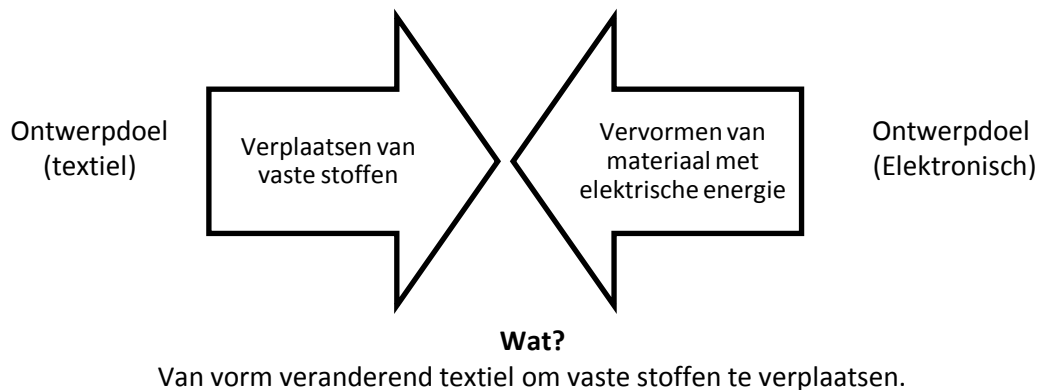 Ontwerpdoel
(textiel)
Verplaatsen van
vaste stoffen
Vervormen van
materiaal met
elektrische energie
Ontwerpdoel
(Elektronisch)
Wat?
Van vorm veranderend textiel om vaste stoffen te verplaatsen.